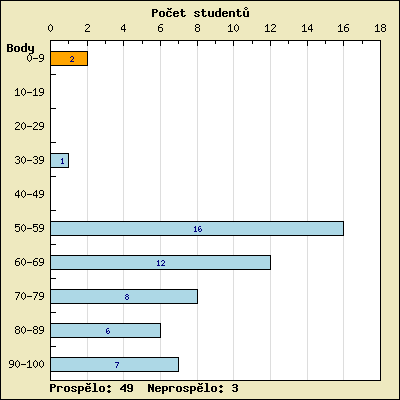 Počet studentů
0 2 4 6 8 10 12 14 16 18
Body
0-9 2
10-19
20-29
30-39 1
40-49
50-59 16
60-69 12
70-79 8
80-89 6
90-100 7
Prospělo: 49 Neprospělo: 3